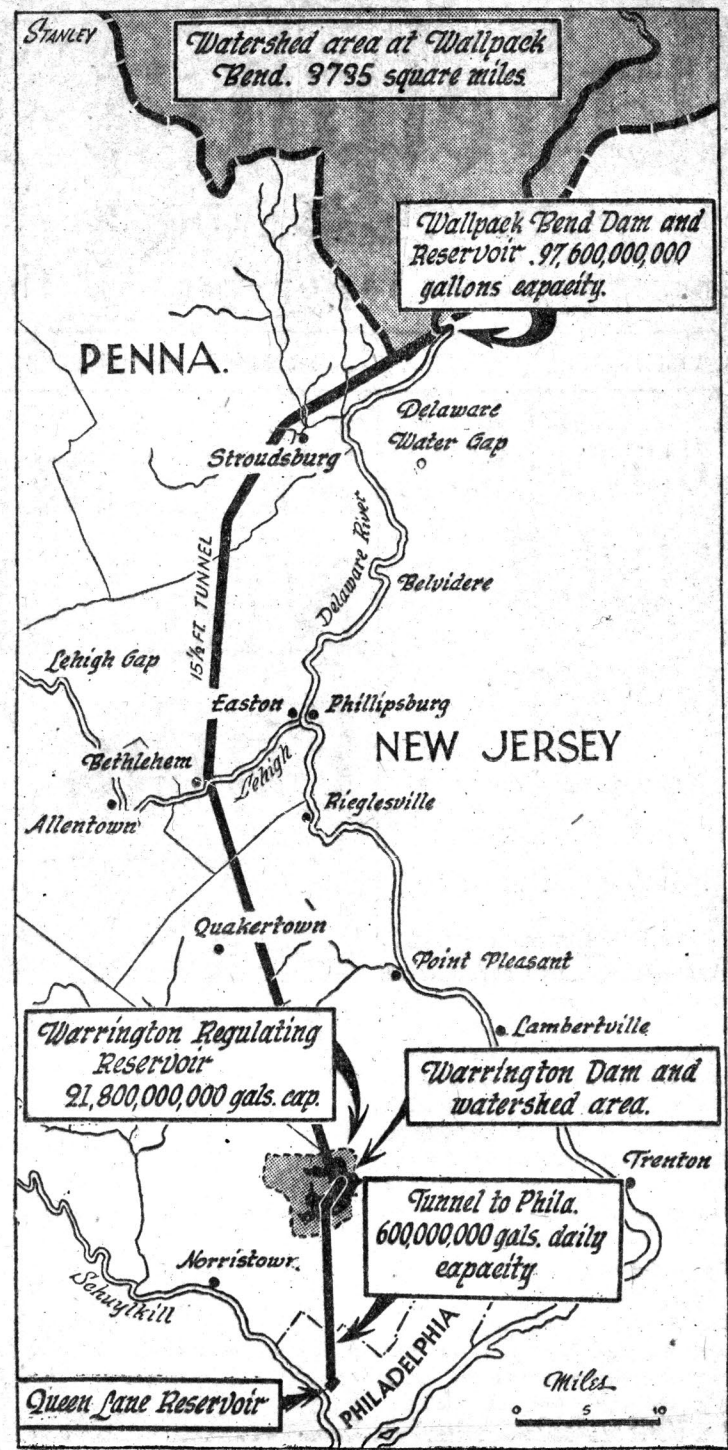 STANLEY
Watershed area at Wallpack
Bend. 3735 square miles.
Wallpack Bend Dam and
Reservoir. 97,600,000,000
gallons capacity.
PENNA.
Delaware
Water Gap
Stroudsburg
Delaware River
Belvidere
15½ FT. TUNNEL
Lehigh Gap
Easton
Phillipsburg
NEW JERSEY
Bethlehem
Lehigh
Allentown
Rieglesville
Quakertown
Point Pleasant
Lambertville
Warrington Regulating
Reservoir
21,800,000,000 gals. cap.
Warrington Dam and
watershed area.
Trenton
Tunnel to Phila.
600,000,000 gals. daily
capacity
Norristown
Schuylkill
PHILADELPHIA
Queen Lane Reservoir
Miles
0 5 10